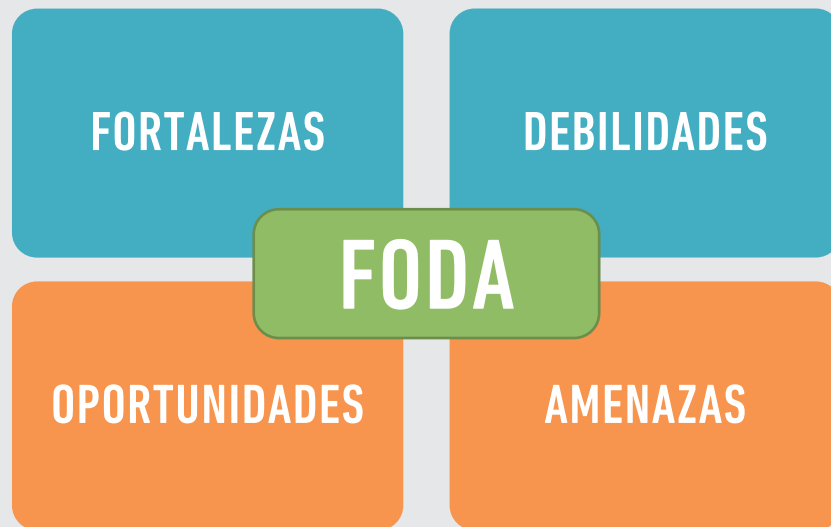 FORTALEZAS
DEBILIDADES
FODA
OPORTUNIDADES
AMENAZAS